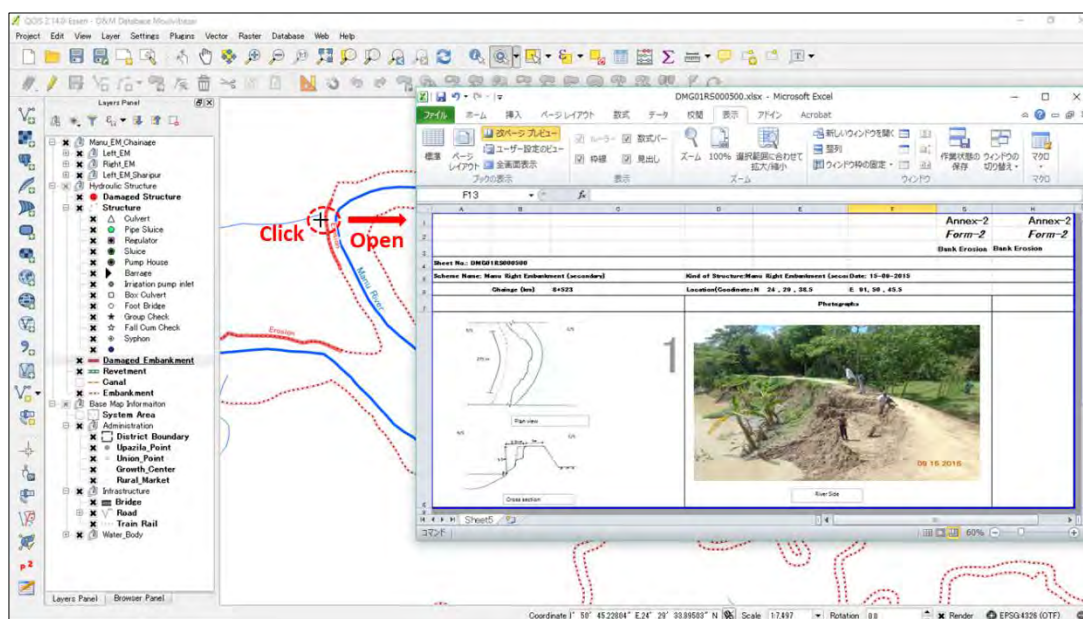 QGIS 2.14.0-Essen - O&M Database Moulvibazar
Project Edit View Layer Settings Plugins Vector Raster Database Web Help
Layers Panel
Manu_EM_Chainage
Left_EM
Right_EM
Left_EM_Sharipur
Hydraulic Structure
Damaged Structure
Structure
Culvert
Pipe Sluice
Regulator
Sluice
Pump House
Barrage
Irrigation pump inlet
Box Culvert
Foot Bridge
Group Check
Fall Cum Check
Syphon
Damaged Embankment
Revetment
Canal
Embankment
Base Map Informaiton
System Area
Administration
District Boundary
Upazila_Point
Union_Point
Growth_Center
Rural_Market
Infrastructure
Bridge
Road
Train Rail
Water_Body
Layers Panel Browser Panel
Click
Open
Manu River
Erosion
DMG01RS000500.xlsx - Microsoft Excel
ファイル ホーム 挿入 ページ レイアウト 数式 データ 校閲 表示 アドイン Acrobat
標準
ページ レイアウト
改ページ プレビュー
ユーザー設定のビュー
全画面表示
ブックの表示
ルーラー 数式バー
枠線 見出し
表示
ズーム 100% 選択範囲に合わせて 拡大/縮小
ズーム
新しいウィンドウを開く
整列
ウィンドウ枠の固定
作業状態の 保存
ウィンドウの 切り替え
ウィンドウ
マクロ
マクロ
F13 fx
A B C D E F G H
Annex-2 Annex-2
Form-2 Form-2
Bank Erosion Bank Erosion
Sheet No.: DMG01RS000500
Scheme Name: Manu Right Embankment (secondary) Kind of Structure:Manu Right Embankment (secon Date: 15-09-2015
Chainge (km) 8+523 Location(Coodinate: N 24 , 29 , 38.5 E 91, 50 , 45.5
Photographs
Plan view
Cross section
1
09 15 2015
River Side
Sheet5
コマンド 60%
Scale 1:7,497 Rotation 0.0 Render EPSG:4326 (OTF)